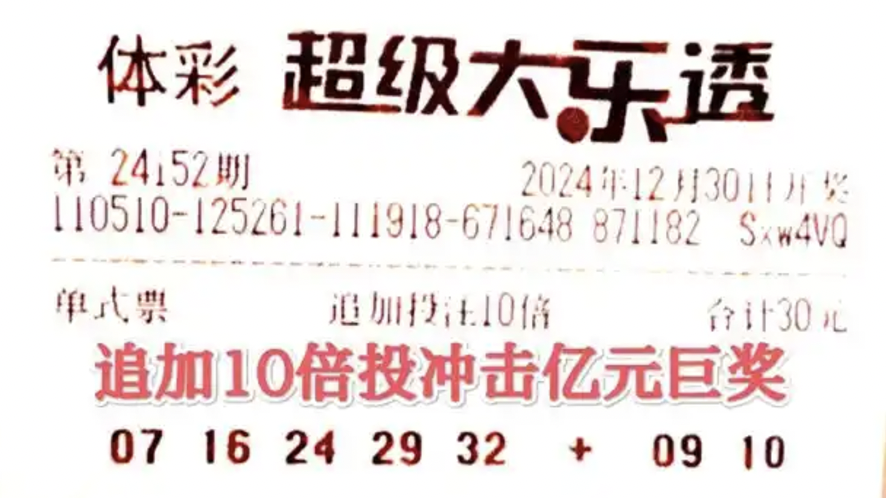 体彩 超级大乐透
第 24152期 2024年12月30日开奖
110510-125261-111918-671648 871182 Sxw4VQ
单式票 追加投注10倍 合计30元
追加10倍投冲击亿元巨奖
07 16 24 29 32 + 09 10